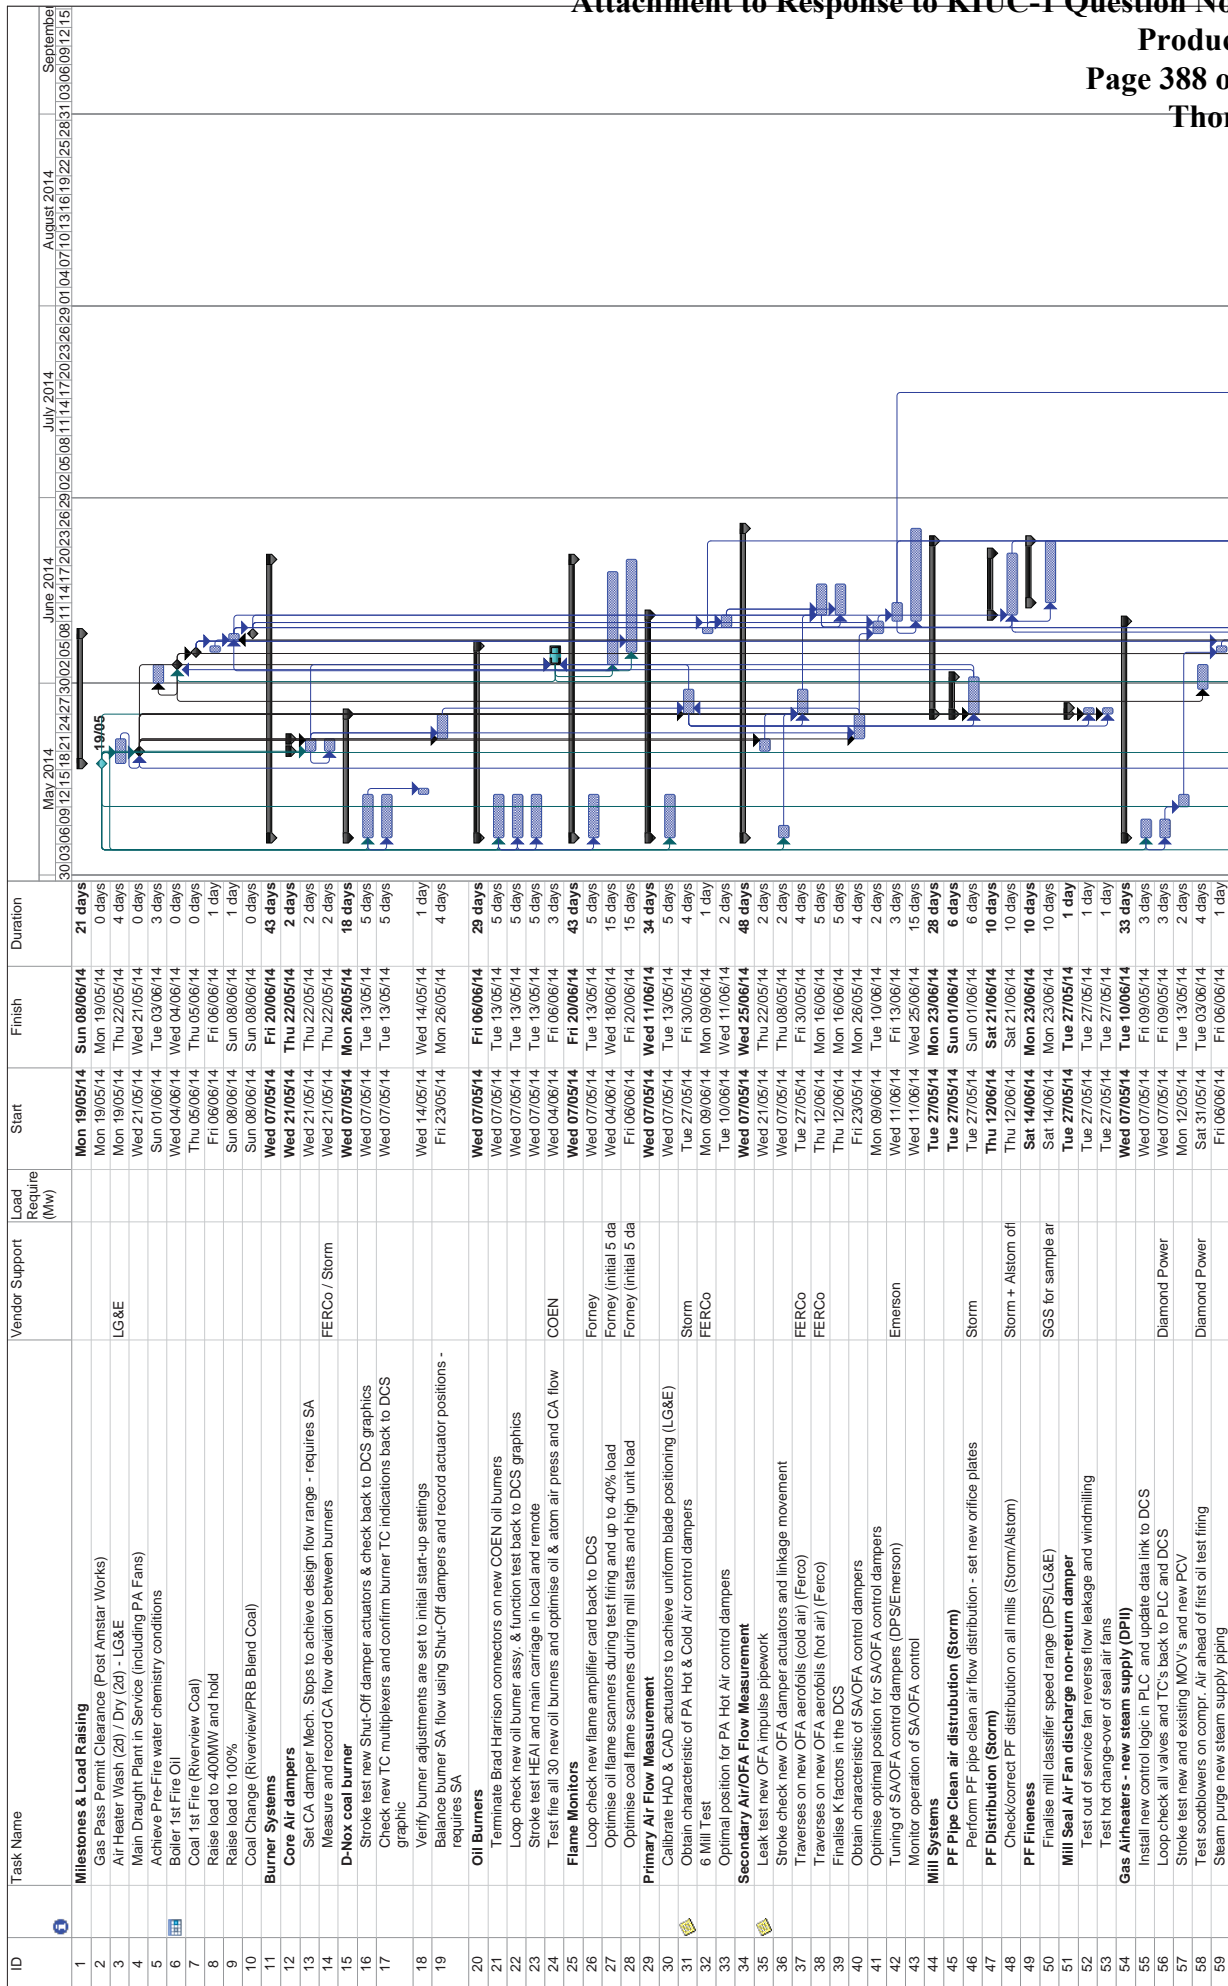 Attachment to Response to KIUC-1 Question No
Produc
Page 388 o
Thor
ID Task Name Vendor Support Load Require (Mw) Start Finish Duration
May 2014 June 2014 July 2014 August 2014 September
30 03 06 09 12 15 18 21 24 27 30 02 05 08 11 14 17 20 23 26 29 02 05 08 11 14 17 20 23 26 29 01 04 07 10 13 16 19 22 25 28 31 03 06 09 12 15
1 Milestones & Load Raising Mon 19/05/14 Sun 08/06/14 21 days
2 Gas Pass Permit Clearance (Post Amstar Works) Mon 19/05/14 Mon 19/05/14 0 days
19/05
3 Air Heater Wash (2d) / Dry (2d) - LG&E LG&E Mon 19/05/14 Thu 22/05/14 4 days
4 Main Draught Plant in Service (including PA Fans) Wed 21/05/14 Wed 21/05/14 0 days
5 Achieve Pre-Fire water chemistry conditions Sun 01/06/14 Tue 03/06/14 3 days
6 Boiler 1st Fire Oil Wed 04/06/14 Wed 04/06/14 0 days
7 Coal 1st Fire (Riverview Coal) Thu 05/06/14 Thu 05/06/14 0 days
8 Raise load to 400MW and hold Fri 06/06/14 Fri 06/06/14 1 day
9 Raise load to 100% Sun 08/06/14 Sun 08/06/14 1 day
10 Coal Change (Riverview/PRB Blend Coal) Sun 08/06/14 Sun 08/06/14 0 days
11 Burner Systems Wed 07/05/14 Fri 20/06/14 43 days
12 Core Air dampers Wed 21/05/14 Thu 22/05/14 2 days
13 Set CA damper Mech. Stops to achieve design flow range - requires SA Wed 21/05/14 Thu 22/05/14 2 days
14 Measure and record CA flow deviation between burners FERCo / Storm Wed 21/05/14 Thu 22/05/14 2 days
15 D-Nox coal burner Wed 07/05/14 Mon 26/05/14 18 days
16 Stroke test new Shut-Off damper actuators & check back to DCS graphics Wed 07/05/14 Tue 13/05/14 5 days
17 Check new TC multiplexers and confirm burner TC indications back to DCS graphic Wed 07/05/14 Tue 13/05/14 5 days
18 Verify burner adjustments are set to initial start-up settings Wed 14/05/14 Wed 14/05/14 1 day
19 Balance burner SA flow using Shut-Off dampers and record actuator positions - requires SA Fri 23/05/14 Mon 26/05/14 4 days
20 Oil Burners Wed 07/05/14 Fri 06/06/14 29 days
21 Terminate Brad Harrison connectors on new COEN oil burners Wed 07/05/14 Tue 13/05/14 5 days
22 Loop check new oil burner assy. & function test back to DCS graphics Wed 07/05/14 Tue 13/05/14 5 days
23 Stroke test HEAI and main carriage in local and remote Wed 07/05/14 Tue 13/05/14 5 days
24 Test fire all 30 new oil burners and optimise oil & atom air press and CA flow COEN Wed 04/06/14 Fri 06/06/14 3 days
25 Flame Monitors Wed 07/05/14 Fri 20/06/14 43 days
26 Loop check new flame amplifier card back to DCS Forney Wed 07/05/14 Tue 13/05/14 5 days
27 Optimise oil flame scanners during test firing and up to 40% load Forney (initial 5 da Wed 04/06/14 Wed 18/06/14 15 days
28 Optimise coal flame scanners during mill starts and high unit load Forney (initial 5 da Fri 06/06/14 Fri 20/06/14 15 days
29 Primary Air Flow Measurement Wed 07/05/14 Wed 11/06/14 34 days
30 Calibrate HAD & CAD actuators to achieve uniform blade positioning (LG&E) Wed 07/05/14 Fri 09/05/14 3 days
31 Obtain characteristic of PA Hot & Cold Air control dampers Storm Tue 27/05/14 Fri 30/05/14 4 days
32 6 Mill Test FERCo Mon 09/06/14 Mon 09/06/14 1 day
33 Optimal position for PA Hot Air control dampers Tue 10/06/14 Wed 11/06/14 2 days
34 Secondary Air/OFA Flow Measurement Wed 07/05/14 Wed 25/06/14 48 days
35 Leak test new OFA impulse pipework Wed 21/05/14 Thu 22/05/14 2 days
36 Stroke check new OFA damper actuators and linkage movement Wed 07/05/14 Thu 08/05/14 2 days
37 Traverses on new OFA aerofoils (cold air) (Ferco) FERCo Tue 27/05/14 Fri 30/05/14 4 days
38 Traverses on new OFA aerofoils (hot air) (Ferco) FERCo Thu 12/06/14 Mon 16/06/14 5 days
39 Finalise K factors in the DCS Thu 12/06/14 Mon 16/06/14 5 days
40 Obtain characteristic of SA/OFA control dampers Fri 23/05/14 Mon 26/05/14 4 days
41 Optimise optimal position for SA/OFA control dampers Mon 09/06/14 Tue 10/06/14 2 days
42 Tuning of SA/OFA control dampers (DPS/Emerson) Emerson Wed 11/06/14 Fri 13/06/14 3 days
43 Monitor operation of SA/OFA control Wed 11/06/14 Wed 25/06/14 15 days
44 Mill Systems Tue 27/05/14 Mon 23/06/14 28 days
45 PF Pipe Clean air distrubution (Storm) Tue 27/05/14 Sun 01/06/14 6 days
46 Perform PF pipe clean air flow distribution - set new orifice plates Storm Tue 27/05/14 Sun 01/06/14 6 days
47 PF Distribution (Storm) Thu 12/06/14 Sat 21/06/14 10 days
48 Check/correct PF distribution on all mills (Storm/Alstom) Storm + Alstom off Thu 12/06/14 Sat 21/06/14 10 days
49 PF Fineness Sat 14/06/14 Mon 23/06/14 10 days
50 Finalise mill classifier speed range (DPS/LG&E) SGS for sample ar Sat 14/06/14 Mon 23/06/14 10 days
51 Mill Seal Air Fan discharge non-return damper Tue 27/05/14 Tue 27/05/14 1 day
52 Test out of service fan reverse flow leakage and windmilling Tue 27/05/14 Tue 27/05/14 1 day
53 Test hot change-over of seal air fans Tue 27/05/14 Tue 27/05/14 1 day
54 Gas Airheaters - new steam supply (DPII) Wed 07/05/14 Tue 10/06/14 33 days
55 Install new control logic in PLC and update data link to DCS Wed 07/05/14 Fri 09/05/14 3 days
56 Loop check all valves and TC's back to PLC and DCS Diamond Power Wed 07/05/14 Fri 09/05/14 3 days
57 Stroke test new and existing MOV's and new PCV Mon 12/05/14 Tue 13/05/14 2 days
58 Test sootblowers on compr. Air ahead of first oil test firing Diamond Power Sat 31/05/14 Tue 03/06/14 4 days
59 Steam purge new steam supply piping Fri 06/06/14 Fri 06/06/14 1 day